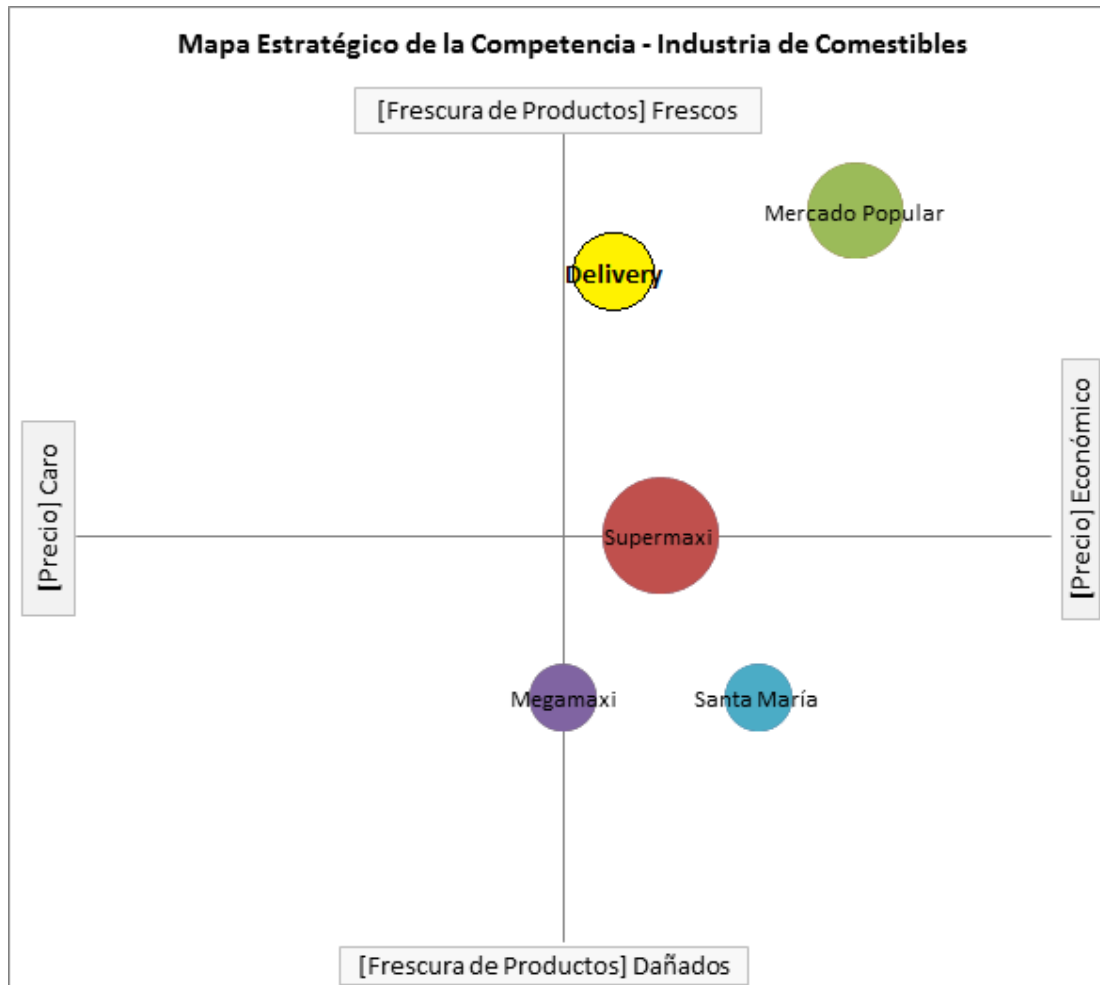 Mapa Estratégico de la Competencia - Industria de Comestibles
[Frescura de Productos] Frescos
Mercado Popular
Delivery
[Precio] Caro
Supermaxi
[Precio] Económico
Megamaxi
Santa María
[Frescura de Productos] Dañados